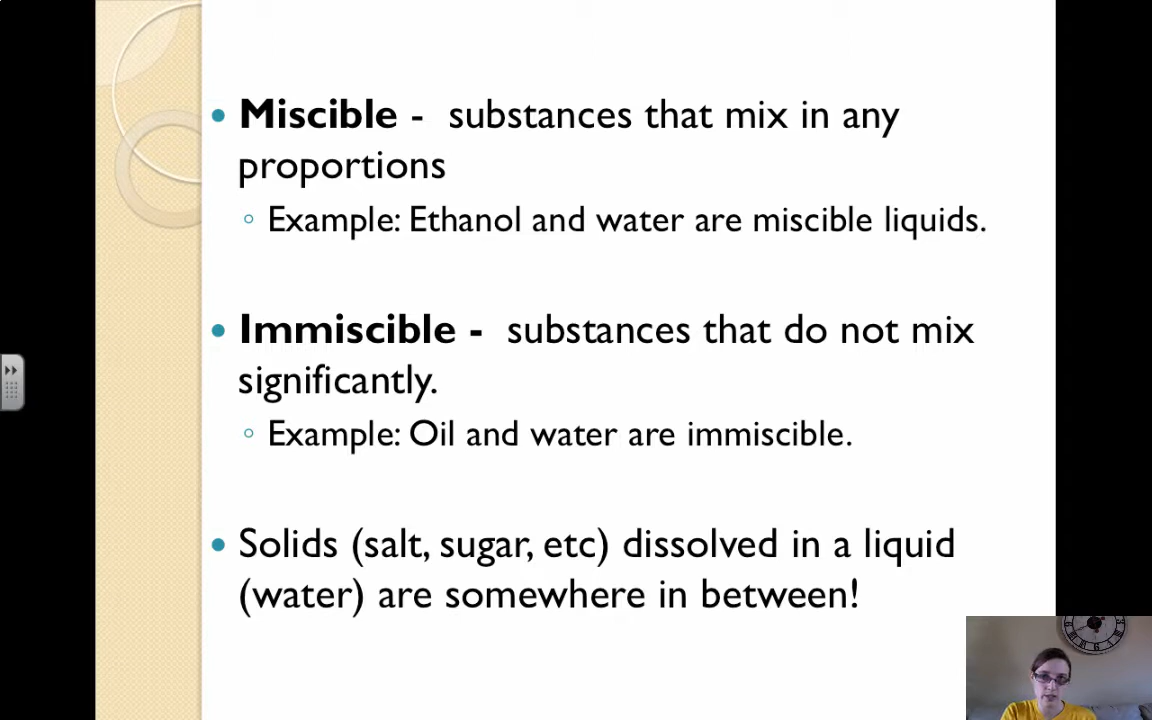 Miscible - substances that mix in any
proportions
Example: Ethanol and water are miscible liquids.
Immiscible - substances that do not mix
significantly.
Example: Oil and water are immiscible.
Solids (salt, sugar, etc) dissolved in a liquid
(water) are somewhere in between!